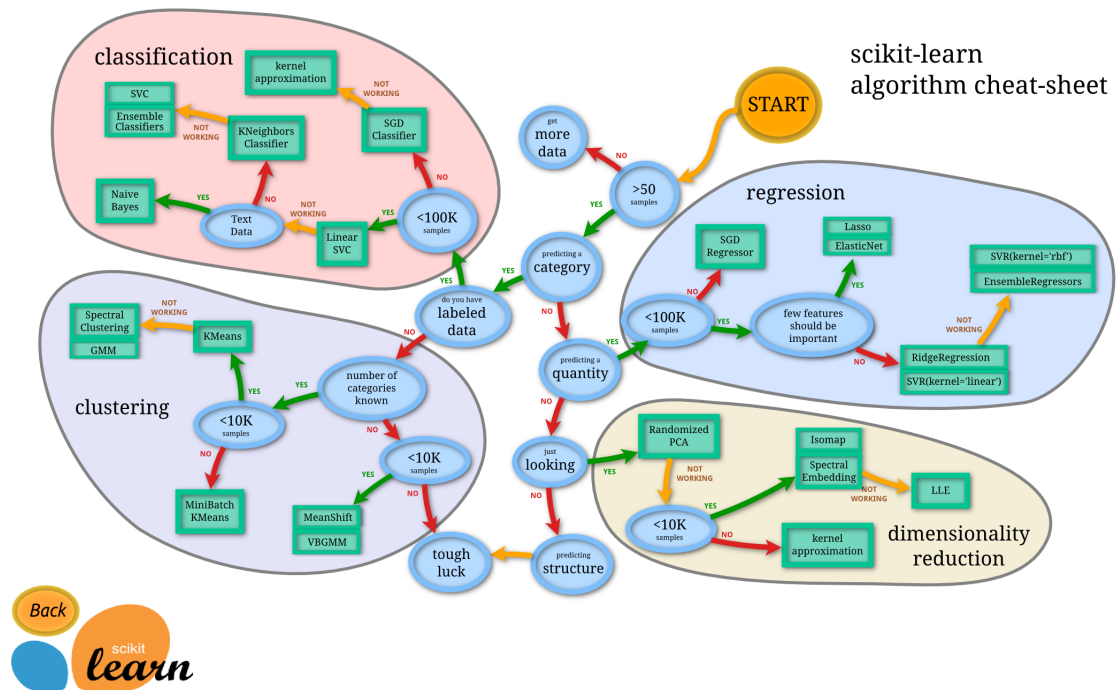 scikit-learn
algorithm cheat-sheet
START
get
more
data
NO
>50
samples
YES
predicting a
category
YES
NO
do you have
labeled
data
YES
NO
predicting a
quantity
YES
NO
just
looking
YES
NO
predicting
structure
tough
luck
classification
kernel
approximation
NOT
WORKING
SVC
Ensemble
Classifiers
NOT
WORKING
KNeighbors
Classifier
SGD
Classifier
NO
NO
Naive
Bayes
YES
Text
Data
NOT
WORKING
Linear
SVC
YES
<100K
samples
regression
SGD
Regressor
NO
<100K
samples
YES
Lasso
ElasticNet
YES
few features
should be
important
NO
SVR(kernel='rbf')
EnsembleRegressors
NOT
WORKING
RidgeRegression
SVR(kernel='linear')
clustering
Spectral
Clustering
GMM
NOT
WORKING
KMeans
YES
number of
categories
known
YES
NO
<10K
samples
NO
MiniBatch
KMeans
<10K
samples
YES
NO
MeanShift
VBGMM
dimensionality
reduction
Randomized
PCA
NOT
WORKING
<10K
samples
YES
NO
Isomap
Spectral
Embedding
NOT
WORKING
LLE
kernel
approximation
Back
scikit
learn